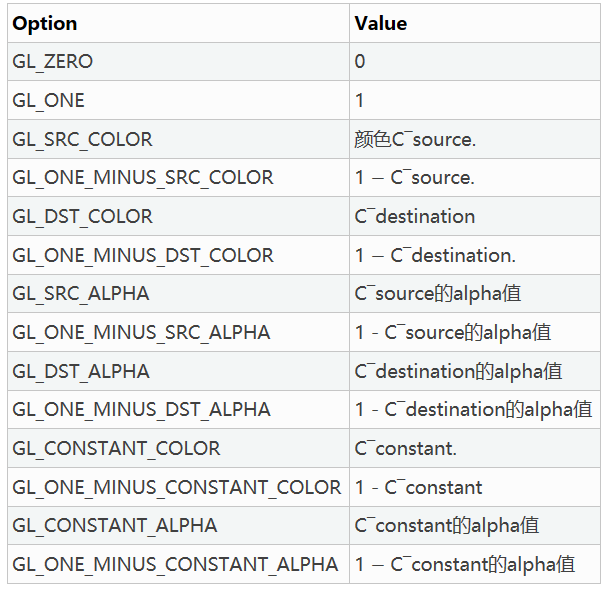 Option Value
GL_ZERO 0
GL_ONE 1
GL_SRC_COLOR 颜色C¯source.
GL_ONE_MINUS_SRC_COLOR 1 − C¯source.
GL_DST_COLOR C¯destination
GL_ONE_MINUS_DST_COLOR 1 − C¯destination.
GL_SRC_ALPHA C¯source的alpha值
GL_ONE_MINUS_SRC_ALPHA 1 - C¯source的alpha值
GL_DST_ALPHA C¯destination的alpha值
GL_ONE_MINUS_DST_ALPHA 1 - C¯destination的alpha值
GL_CONSTANT_COLOR C¯constant.
GL_ONE_MINUS_CONSTANT_COLOR 1 - C¯constant
GL_CONSTANT_ALPHA C¯constant的alpha值
GL_ONE_MINUS_CONSTANT_ALPHA 1 − C¯constant的alpha值